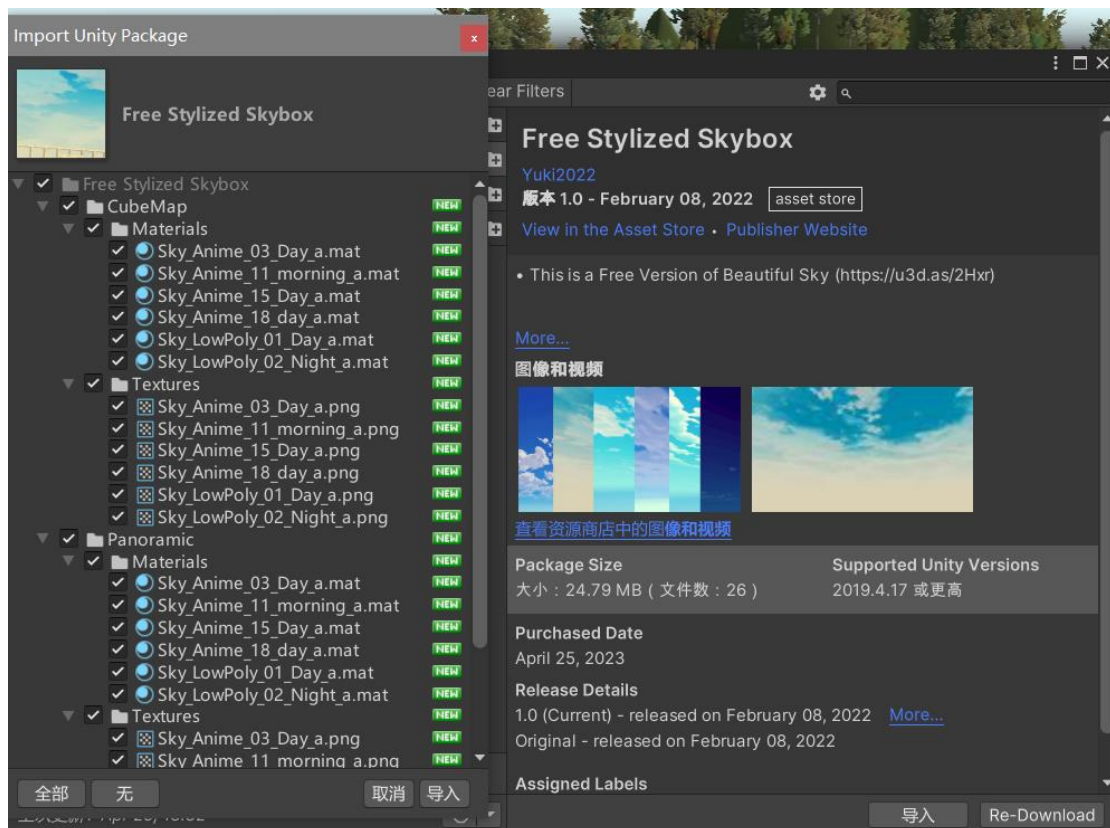 Import Unity Package
x
Free Stylized Skybox
Free Stylized Skybox
CubeMap NEW
Materials NEW
Sky_Anime_03_Day_a.mat NEW
Sky_Anime_11_morning_a.mat NEW
Sky_Anime_15_Day_a.mat NEW
Sky_Anime_18_day_a.mat NEW
Sky_LowPoly_01_Day_a.mat NEW
Sky_LowPoly_02_Night_a.mat NEW
Textures NEW
Sky_Anime_03_Day_a.png NEW
Sky_Anime_11_morning_a.png NEW
Sky_Anime_15_Day_a.png NEW
Sky_Anime_18_day_a.png NEW
Sky_LowPoly_01_Day_a.png NEW
Sky_LowPoly_02_Night_a.png NEW
Panoramic NEW
Materials NEW
Sky_Anime_03_Day_a.mat NEW
Sky_Anime_11_morning_a.mat NEW
Sky_Anime_15_Day_a.mat NEW
Sky_Anime_18_day_a.mat NEW
Sky_LowPoly_01_Day_a.mat NEW
Sky_LowPoly_02_Night_a.mat NEW
Textures NEW
Sky_Anime_03_Day_a.png NEW
Sky_Anime_11_morning_a.png NEW
全部 无 取消 导入
Filters
Free Stylized Skybox
Yuki2022
版本 1.0 - February 08, 2022 asset store
View in the Asset Store • Publisher Website
• This is a Free Version of Beautiful Sky (https://u3d.as/2Hxr)
More...
图像和视频
查看资源商店中的图像和视频
Package Size Supported Unity Versions
大小：24.79 MB ( 文件数：26 ) 2019.4.17 或更高
Purchased Date
April 25, 2023
Release Details
1.0 (Current) - released on February 08, 2022 More...
Original - released on February 08, 2022
Assigned Labels
导入 Re-Download